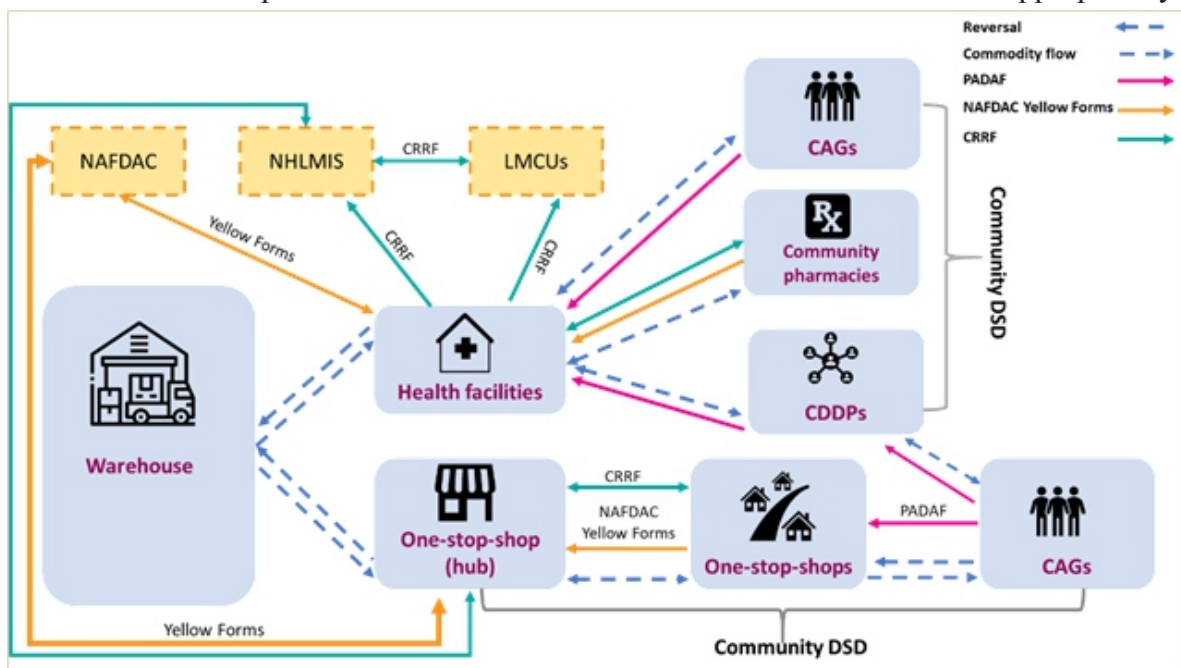 Reversal
Commodity flow
PADAF
NAFDAC Yellow Forms
CRRF
CAGs
NAFDAC
NHLMIS
CRRF
LMCUs
Yellow Forms
CRRF
CRRF
Rx
Community
pharmacies
Community DSD
Health facilities
CDDPs
Warehouse
One-stop-shop
(hub)
CRRF
NAFDAC
Yellow Forms
One-stop-shops
PADAF
CAGs
Yellow Forms
Community DSD